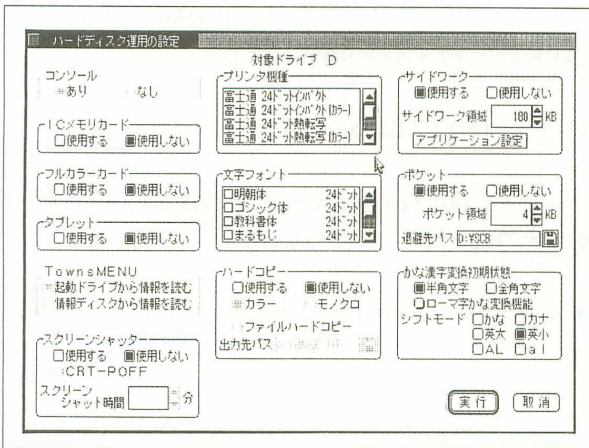 ハードディスク運用の設定
対象ドライブ D
コンソール
あり なし
ICメモリカード
使用する 使用しない
フルカラーカード
使用する 使用しない
タブレット
使用する 使用しない
TownsMENU
起動ドライブから情報を読む
情報ディスクから情報を読む
スクリーンシャッター
使用する 使用しない
CRT-POFF
スクリーン
シャット時間 分
プリンタ機種
富士通 24ドットインパクト
富士通 24ドットインパクト(カラー)
富士通 24ドット熱転写
富士通 24ドット熱転写(カラー)
文字フォント
明朝体 24ドット
ゴシック体 24ドット
教科書体 24ドット
まるもじ 24ドット
ハードコピー
使用する 使用しない
カラー モノクロ
ファイルハードコピー
出力先パス
サイドワーク
使用する 使用しない
サイドワーク領域 180 KB
アプリケーション設定
ポケット
使用する 使用しない
ポケット領域 4 KB
退避先パス D:¥SCB
かな漢字変換初期状態
半角文字 全角文字
ローマ字かな変換機能
シフトモード かな カナ
英大 英小
AL al
実行 取消